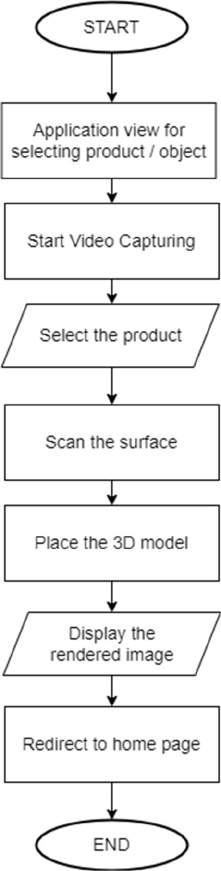 START
Application view for
selecting product / object
Start Video Capturing
Select the product
Scan the surface
Place the 3D model
Display the
rendered image
Redirect to home page
END